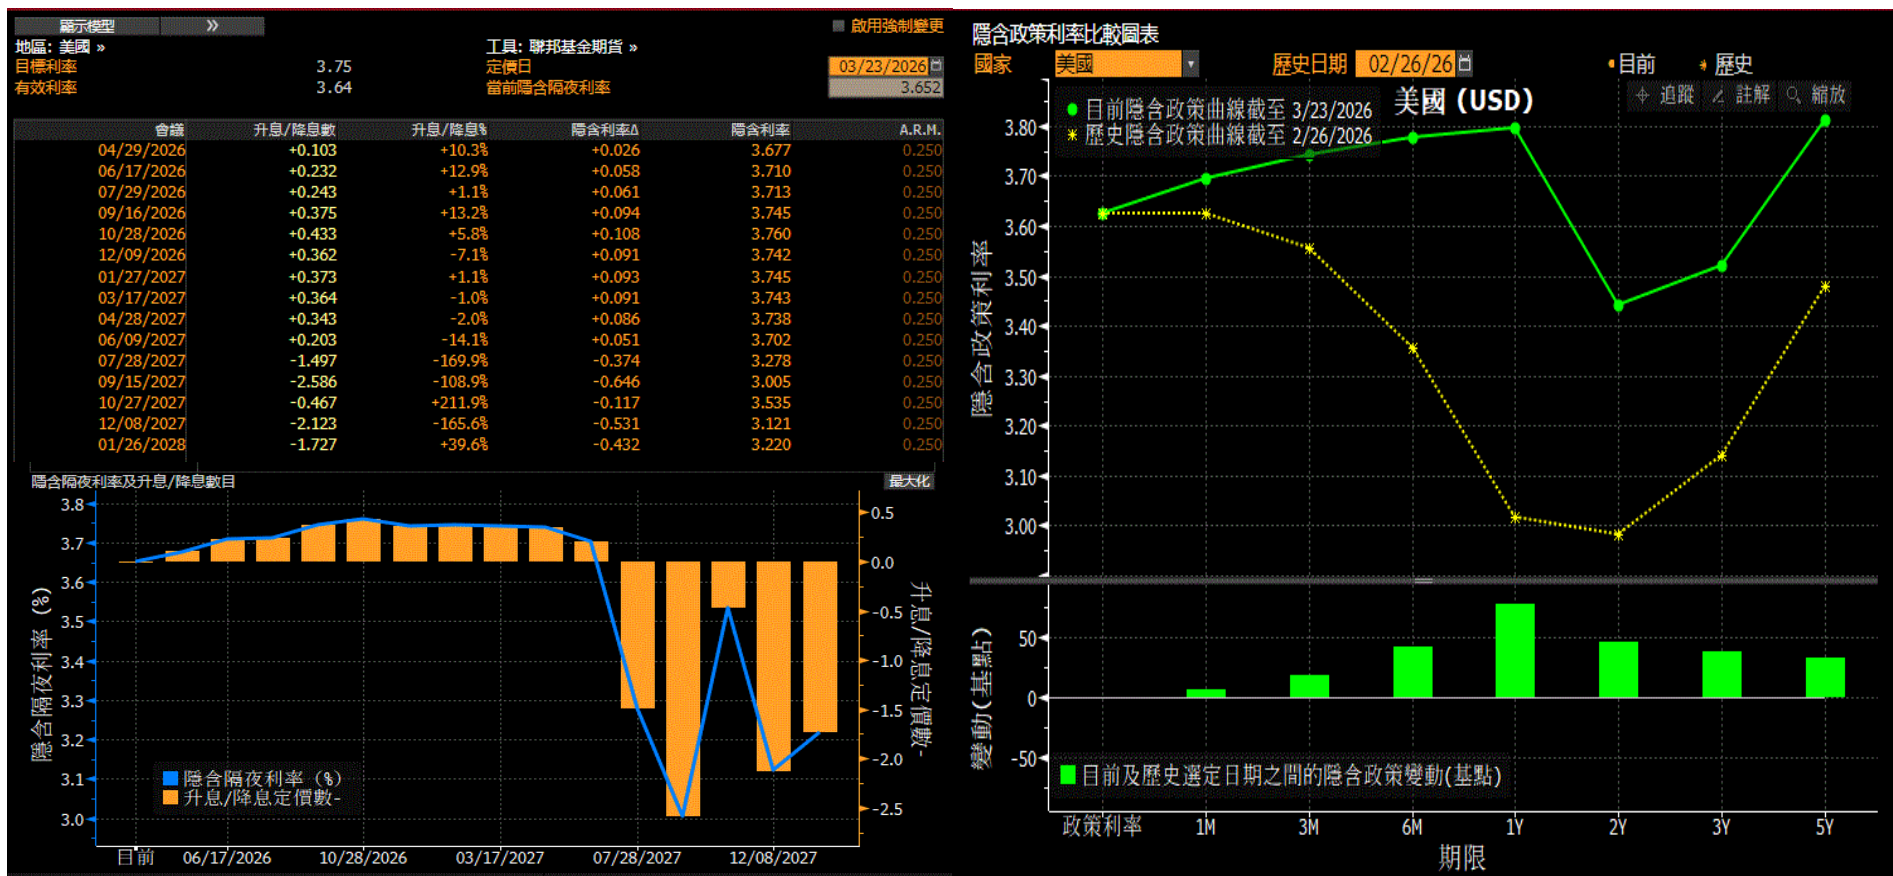 顯示模型 »
啟用強制變更
地區: 美國 » 工具: 聯邦基金期貨 »
目標利率 3.75 定價日 03/23/2026
有效利率 3.64 當前隱含隔夜利率 3.652
會議 升息/降息數 升息/降息% 隱含利率Δ 隱含利率 A.R.M.
04/29/2026 +0.103 +10.3% +0.026 3.677 0.250
06/17/2026 +0.232 +12.9% +0.058 3.710 0.250
07/29/2026 +0.243 +1.1% +0.061 3.713 0.250
09/16/2026 +0.375 +13.2% +0.094 3.745 0.250
10/28/2026 +0.433 +5.8% +0.108 3.760 0.250
12/09/2026 +0.362 -7.1% +0.091 3.742 0.250
01/27/2027 +0.373 +1.1% +0.093 3.745 0.250
03/17/2027 +0.364 -1.0% +0.091 3.743 0.250
04/28/2027 +0.343 -2.0% +0.086 3.738 0.250
06/09/2027 +0.203 -14.1% +0.051 3.702 0.250
07/28/2027 -1.497 -169.9% -0.374 3.278 0.250
09/15/2027 -2.586 -108.9% -0.646 3.005 0.250
10/27/2027 -0.467 +211.9% -0.117 3.535 0.250
12/08/2027 -2.123 -165.6% -0.531 3.121 0.250
01/26/2028 -1.727 +39.6% -0.432 3.220 0.250
隱含隔夜利率及升息/降息數目 最大化
隱含隔夜利率 (%)
3.8
3.7
3.6
3.5
3.4
3.3
3.2
3.1
3.0
0.5
0.0
-0.5
-1.0
-1.5
-2.0
-2.5
升息/降息定價數-
隱含隔夜利率 (%)
升息/降息定價數-
目前 06/17/2026 10/28/2026 03/17/2027 07/28/2027 12/08/2027
隱含政策利率比較圖表
國家 美國 歷史日期 02/26/26 目前 歷史
追蹤 註解 縮放
美國 (USD)
目前隱含政策曲線截至 3/23/2026
歷史隱含政策曲線截至 2/26/2026
隱含政策利率
3.80
3.70
3.60
3.50
3.40
3.30
3.20
3.10
3.00
變動(基點)
50
0
-50
目前及歷史選定日期之間的隱含政策變動(基點)
政策利率 1M 3M 6M 1Y 2Y 3Y 5Y
期限